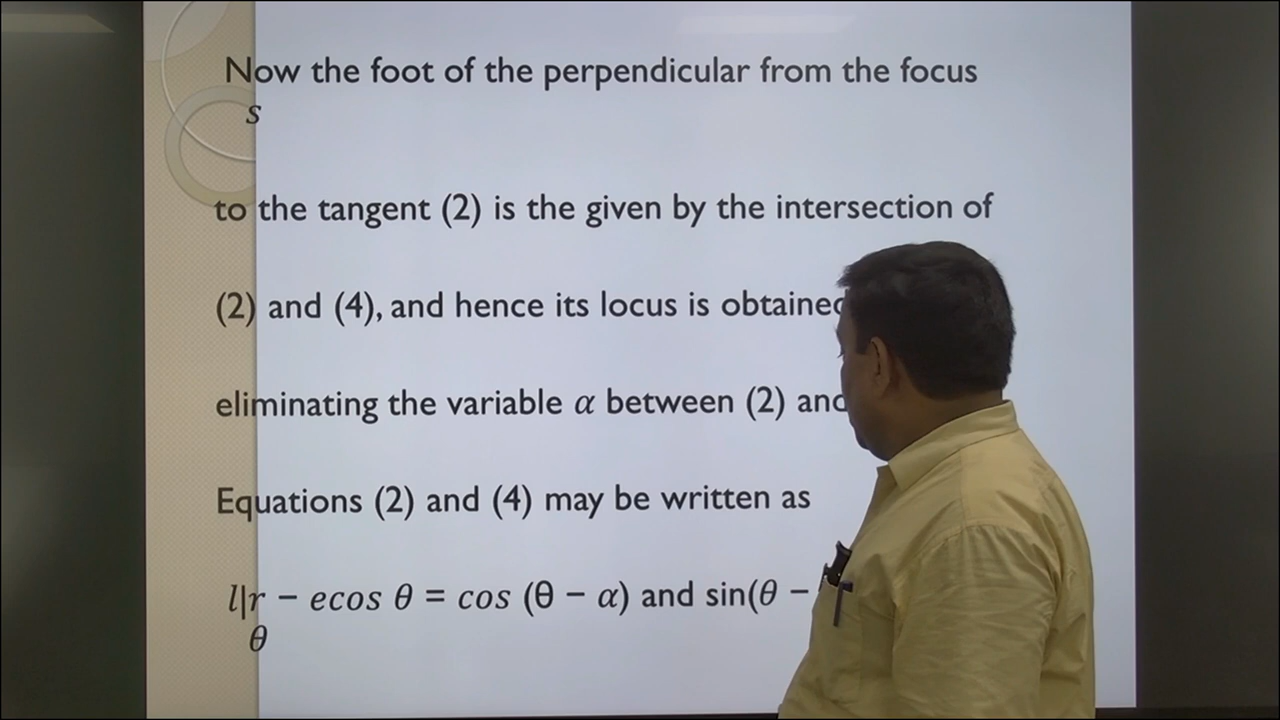 Now the foot of the perpendicular from the focus
S
to the tangent (2) is the given by the intersection of
(2) and (4), and hence its locus is obtained
eliminating the variable α between (2) and
Equations (2) and (4) may be written as
l|r − ecos θ = cos (θ − α) and sin(θ −
θ